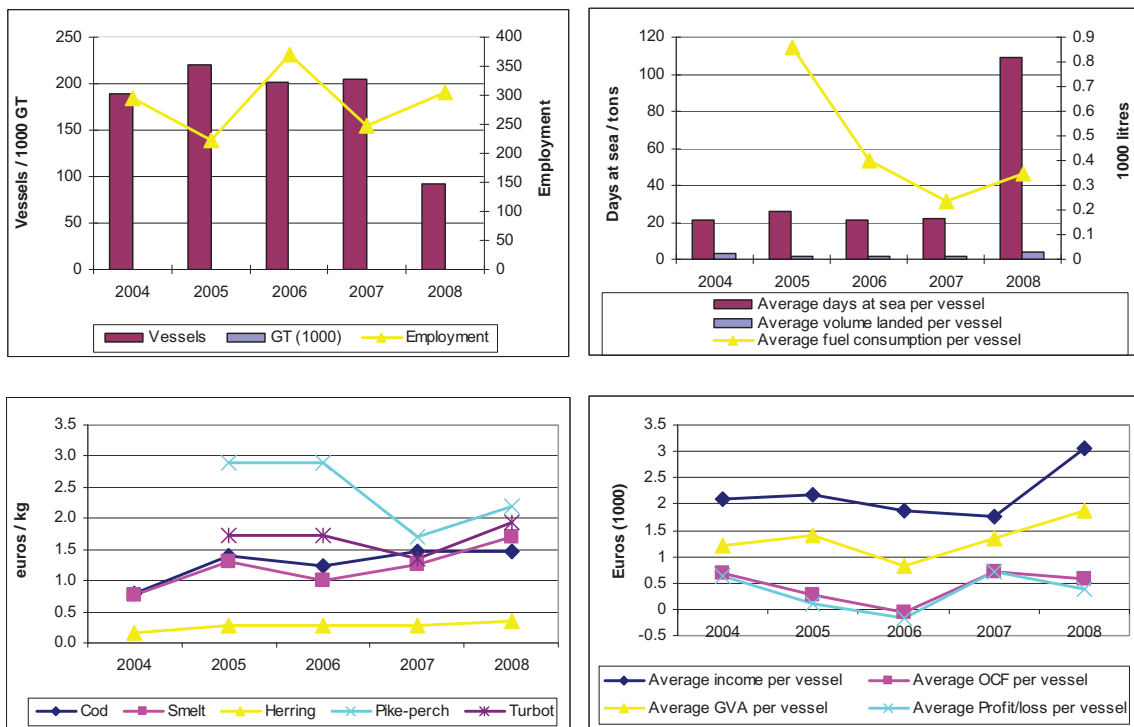 250
200
150
100
50
0
Vessels / 1000 GT
400
350
300
250
200
150
100
50
0
Employment
2004 2005 2006 2007 2008
Vessels GT (1000) Employment
120
100
80
60
40
20
0
Days at sea / tons
0.9
0.8
0.7
0.6
0.5
0.4
0.3
0.2
0.1
0
1000 litres
2004 2005 2006 2007 2008
Average days at sea per vessel
Average volume landed per vessel
Average fuel consumption per vessel
3.5
3.0
2.5
2.0
1.5
1.0
0.5
0.0
euros / kg
2004 2005 2006 2007 2008
Cod Smelt Herring Pike-perch Turbot
3.5
3
2.5
2
1.5
1
0.5
0
-0.5
Euros (1000)
2004 2005 2006 2007 2008
Average income per vessel Average OCF per vessel
Average GVA per vessel Average Profit/loss per vessel